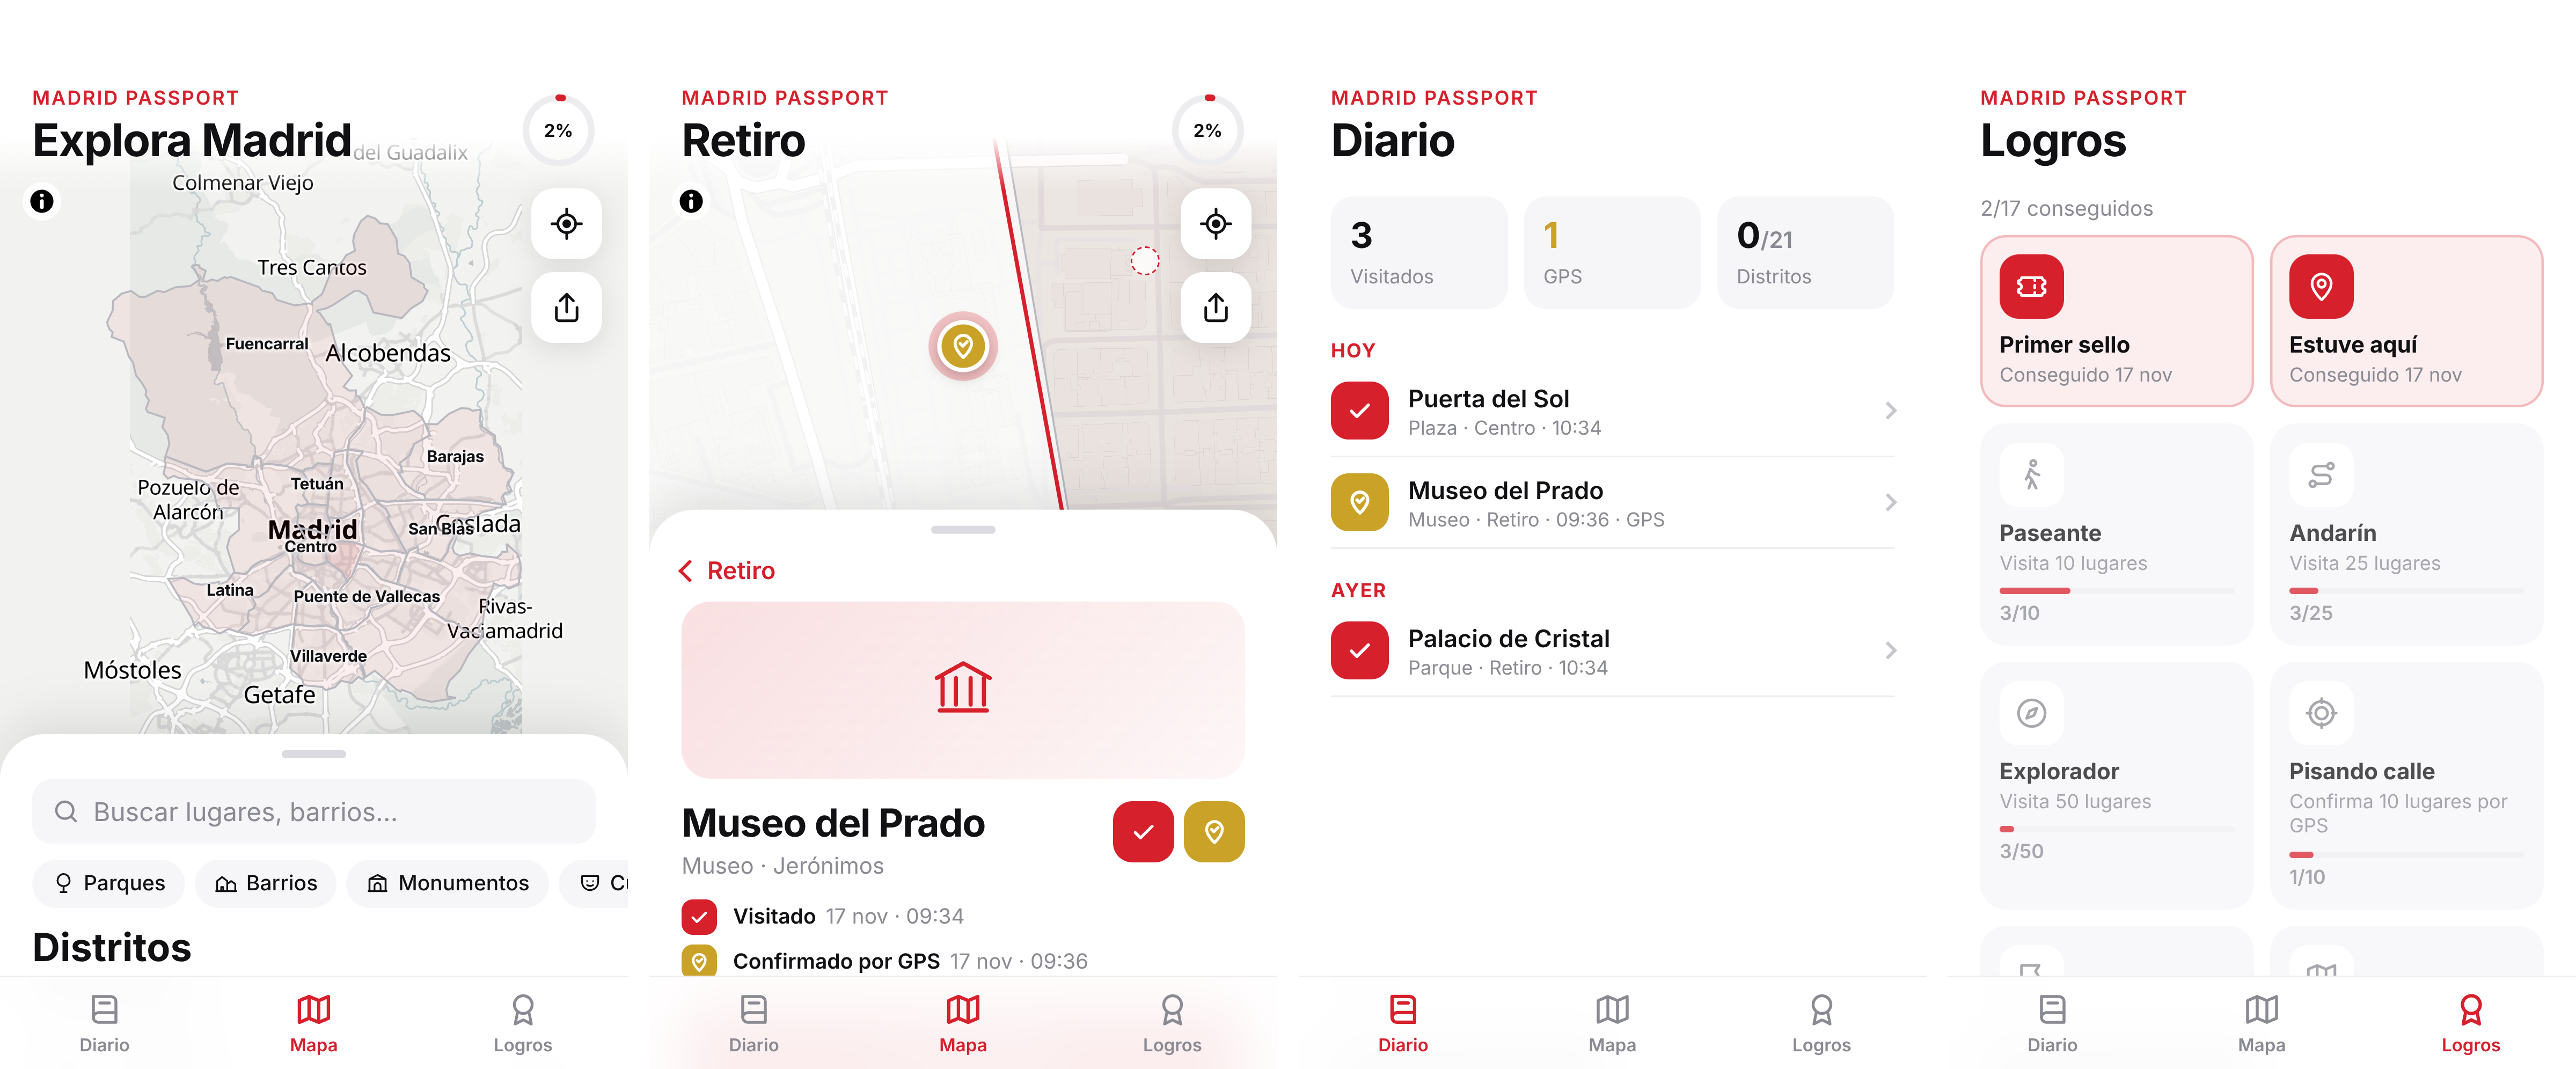 MADRID PASSPORT
Explora Madrid
2%
del Guadalix
Colmenar Viejo
Tres Cantos
Fuencarral
Alcobendas
Barajas
Pozuelo de
Alarcón
Tetuán
Madrid
Centro
San Blas
Coslada
Latina
Puente de Vallecas
Rivas-
Vaciamadrid
Villaverde
Móstoles
Getafe
Buscar lugares, barrios...
Parques
Barrios
Monumentos
Distritos
Diario
Mapa
Logros
MADRID PASSPORT
Retiro
2%
Retiro
Museo del Prado
Museo · Jerónimos
Visitado 17 nov · 09:34
Confirmado por GPS 17 nov · 09:36
Diario
Mapa
Logros
MADRID PASSPORT
Diario
3
Visitados
1
GPS
0/21
Distritos
HOY
Puerta del Sol
Plaza · Centro · 10:34
Museo del Prado
Museo · Retiro · 09:36 · GPS
AYER
Palacio de Cristal
Parque · Retiro · 10:34
Diario
Mapa
Logros
MADRID PASSPORT
Logros
2/17 conseguidos
Primer sello
Conseguido 17 nov
Estuve aquí
Conseguido 17 nov
Paseante
Visita 10 lugares
3/10
Andarín
Visita 25 lugares
3/25
Explorador
Visita 50 lugares
3/50
Pisando calle
Confirma 10 lugares por
GPS
1/10
Diario
Mapa
Logros